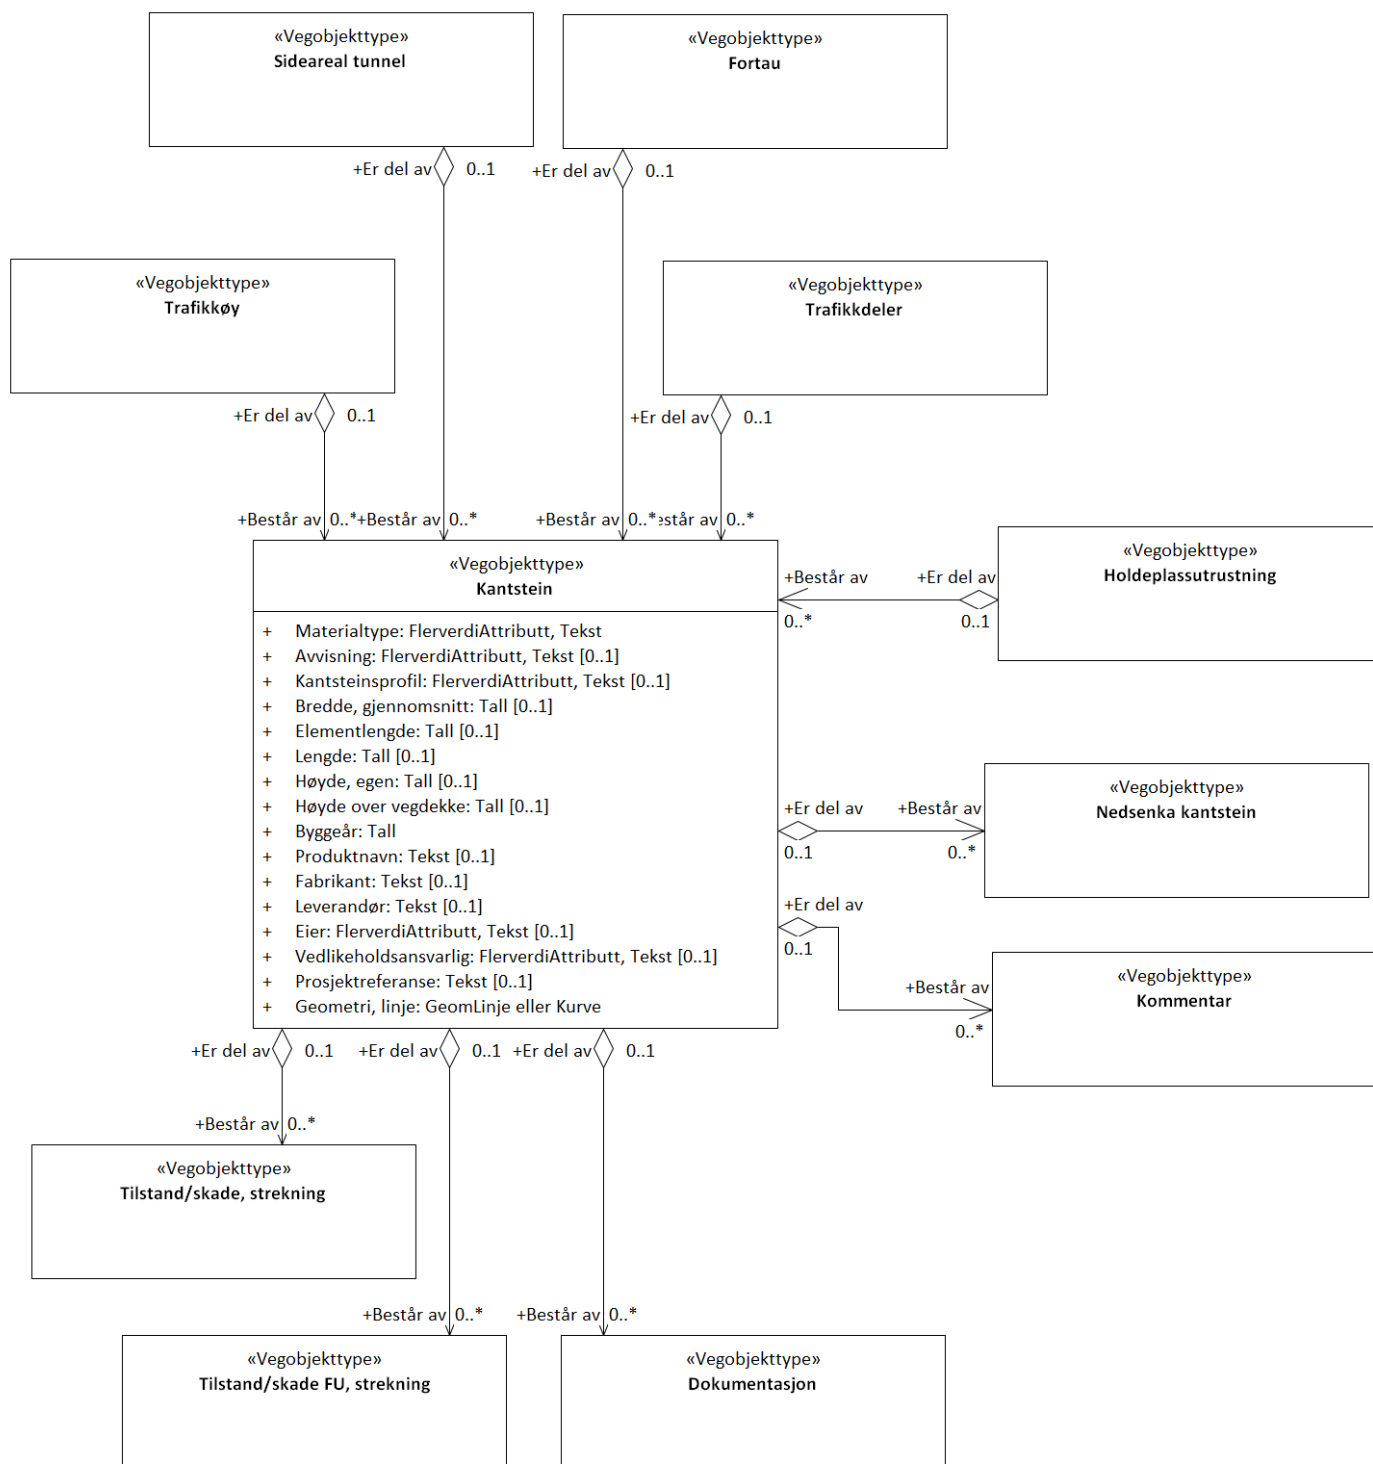 «Vegobjekttype»
Sideareal tunnel
«Vegobjekttype»
Fortau
+Er del av 0..1
+Er del av 0..1
«Vegobjekttype»
Trafikkøy
«Vegobjekttype»
Trafikkdeler
+Er del av 0..1
+Er del av 0..1
+Består av 0..*
+Består av 0..*
+Består av 0..*
står av 0..*
«Vegobjekttype»
Kantstein
+ Materialtype: FlerverdiAttributt, Tekst
+ Avvisning: FlerverdiAttributt, Tekst [0..1]
+ Kantsteinsprofil: FlerverdiAttributt, Tekst [0..1]
+ Bredde, gjennomsnitt: Tall [0..1]
+ Elementlengde: Tall [0..1]
+ Lengde: Tall [0..1]
+ Høyde, egen: Tall [0..1]
+ Høyde over vegdekke: Tall [0..1]
+ Byggeår: Tall
+ Produktnavn: Tekst [0..1]
+ Fabrikant: Tekst [0..1]
+ Leverandør: Tekst [0..1]
+ Eier: FlerverdiAttributt, Tekst [0..1]
+ Vedlikeholdsansvarlig: FlerverdiAttributt, Tekst [0..1]
+ Prosjektreferanse: Tekst [0..1]
+ Geometri, linje: GeomLinje eller Kurve
+Består av +Er del av
0..* 0..1
«Vegobjekttype»
Holdeplassutrustning
+Er del av +Består av
0..1 0..*
«Vegobjekttype»
Nedsenka kantstein
+Er del av
0..1
+Består av
0..*
«Vegobjekttype»
Kommentar
+Er del av 0..1
+Er del av 0..1
+Er del av 0..1
+Består av 0..*
«Vegobjekttype»
Tilstand/skade, strekning
+Består av 0..*
+Består av 0..*
«Vegobjekttype»
Tilstand/skade FU, strekning
«Vegobjekttype»
Dokumentasjon